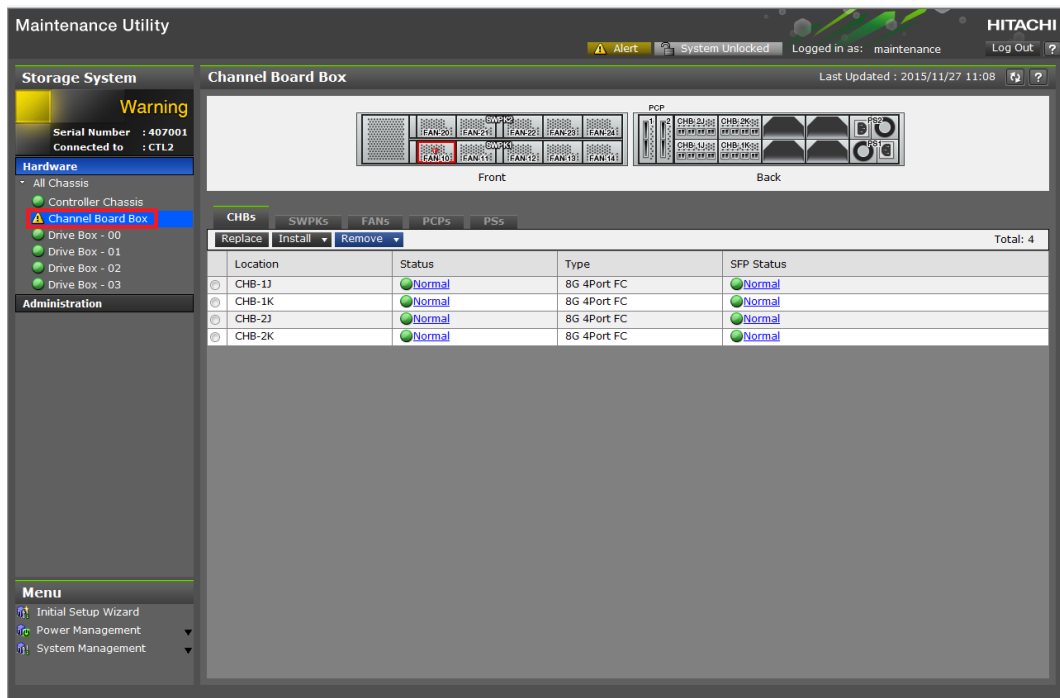 Maintenance Utility
HITACHI
Alert System Unlocked Logged in as: maintenance Log Out ?
Storage System
Warning
Serial Number : 407001
Connected to : CTL2
Hardware
All Chassis
Controller Chassis
Channel Board Box
Drive Box - 00
Drive Box - 01
Drive Box - 02
Drive Box - 03
Administration
Channel Board Box
Last Updated : 2015/11/27 11:08 ?
PCP
SWPK2
FAN-20 FAN-21 FAN-22 FAN-23 FAN-24
SWPK1
FAN-10 FAN-11 FAN-12 FAN-13 FAN-14
1 2 CHB-2J CHB-2K PS2
CHB-1J CHB-1K PS1
Front
Back
CHBs SWPKs FANs PCPs PSs
Replace Install Remove Total: 4
Location Status Type SFP Status
CHB-1J Normal 8G 4Port FC Normal
CHB-1K Normal 8G 4Port FC Normal
CHB-2J Normal 8G 4Port FC Normal
CHB-2K Normal 8G 4Port FC Normal
Menu
Initial Setup Wizard
Power Management
System Management